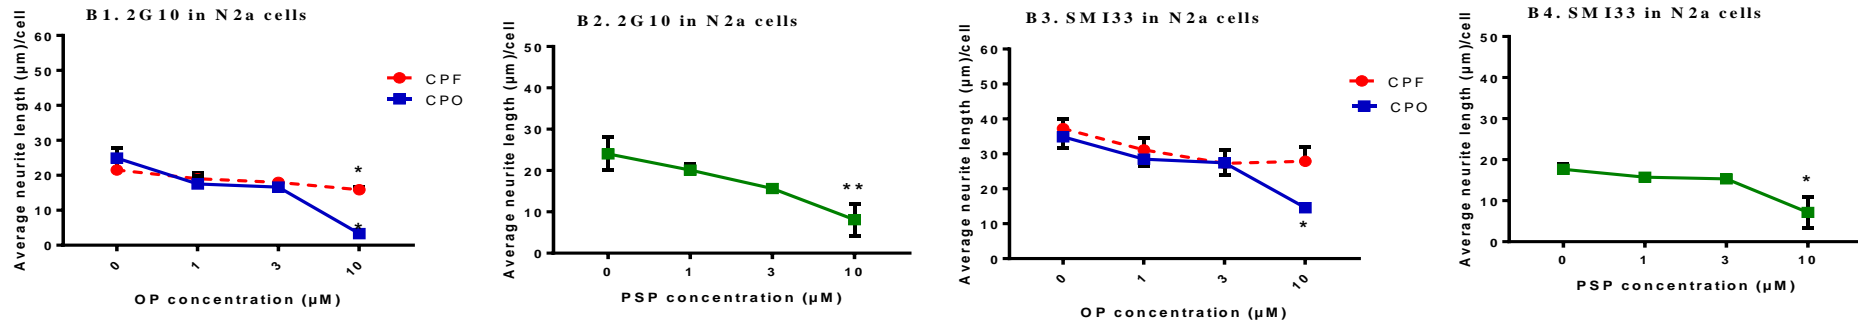 B1. 2G10 in N2a cells
Average neurite length (µm)/cell
60
50
40
30
20
10
0
0
1
3
10
OP concentration (µM)
CPF
CPO
*
*
B2. 2G10 in N2a cells
Average neurite length (µm)/cell
50
40
30
20
10
0
0
1
3
10
PSP concentration (µM)
**
B3. SMI33 in N2a cells
Average neurite length (µm)/cell
60
50
40
30
20
10
0
0
1
3
10
OP concentration (µM)
CPF
CPO
*
B4. SMI33 in N2a cells
Average neurite length (µm)/cell
50
40
30
20
10
0
0
1
3
10
PSP concentration (µM)
*